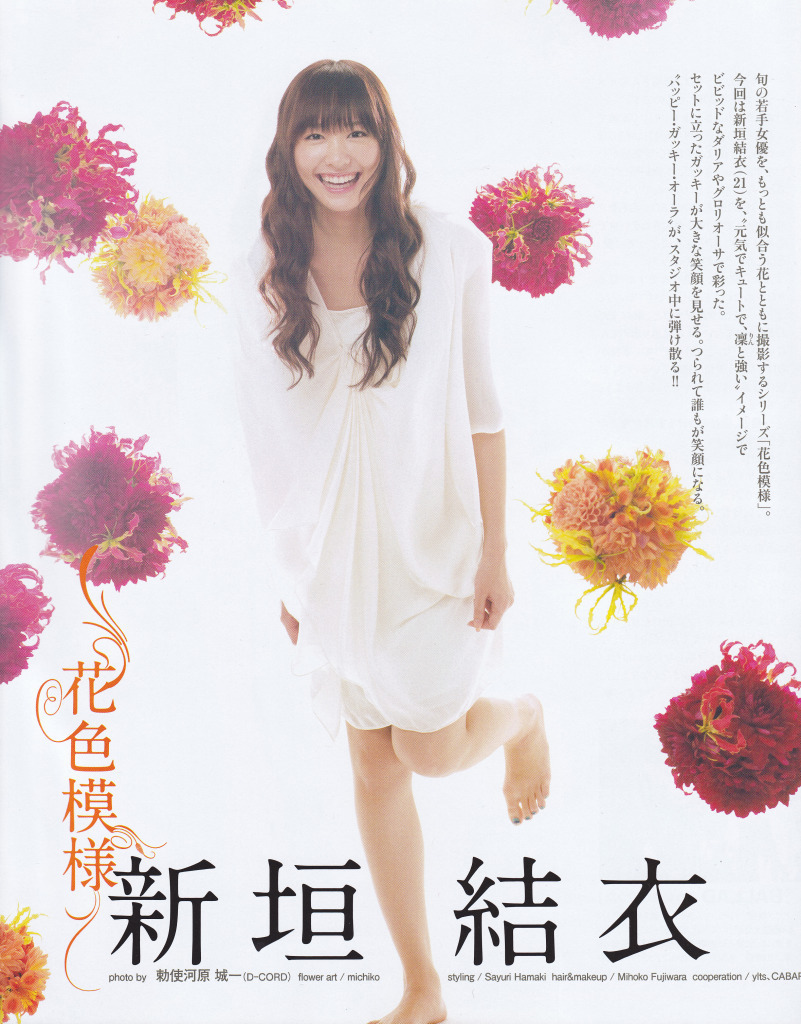 旬の若手女優を、もっとも似合う花とともに撮影するシリーズ「花色模様」。
今回は新垣結衣（21）を、〝元気でキュートで、凜と強い〟イメージで
ビビッドなダリアやグロリオーサで彩った。
セットに立ったガッキーが大きな笑顔を見せる。つられて誰もが笑顔になる。
〝ハッピー・ガッキー・オーラ〟が、スタジオ中に弾け散る!!
りん
花色模様
新垣 結衣
photo by 勅使河原 城一（D-CORD） flower art / michiko styling / Sayuri Hamaki hair&makeup / Mihoko Fujiwara cooperation / ylts、CABAR